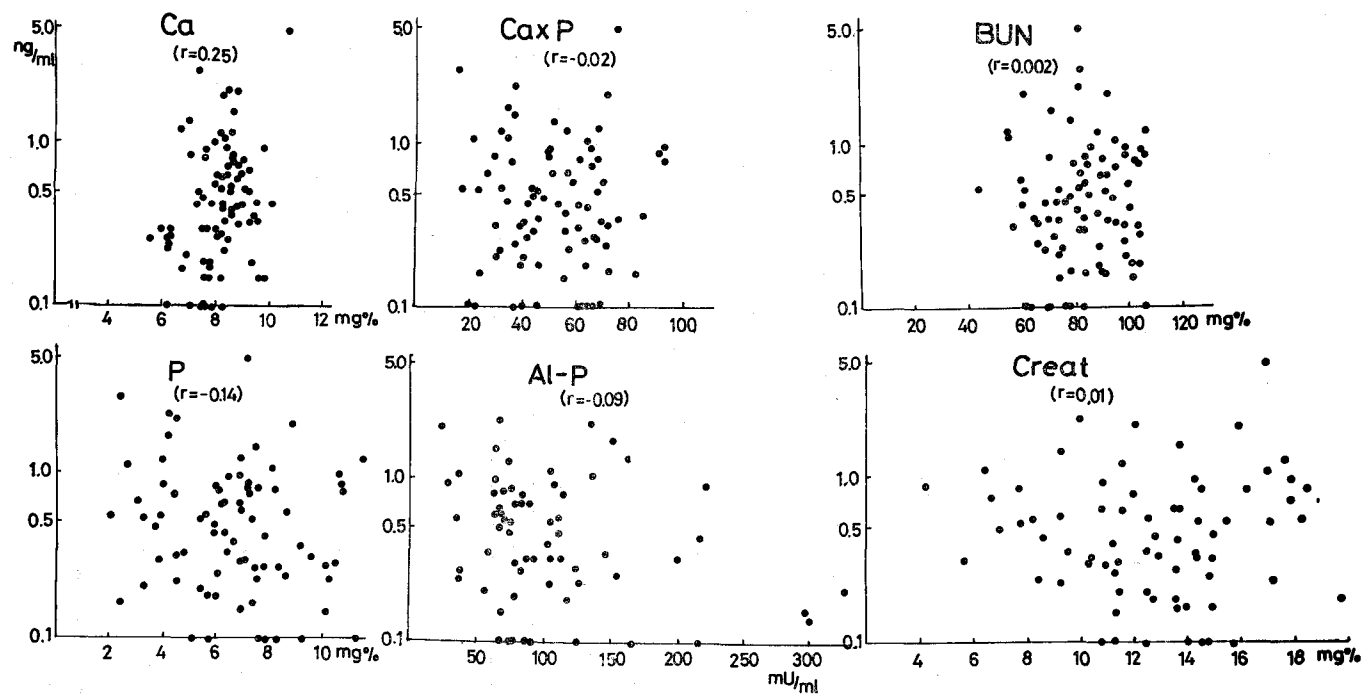 Ca
(r=0.25)
ng/ml
5.0
1.0
0.5
0.1
4 6 8 10 12 mg%
CaxP
(r=-0.02)
5.0
1.0
0.5
0.1
20 40 60 80 100
BUN
(r=0.002)
5.0
1.0
0.5
0.1
20 40 60 80 100 120 mg%
P
(r=-0.14)
5.0
1.0
0.5
0.1
2 4 6 8 10 mg%
Al-P
(r=-0.09)
5.0
1.0
0.5
0.1
50 100 150 200 250 300
mU/ml
Creat
(r=0.01)
5.0
1.0
0.5
0.1
4 6 8 10 12 14 16 18 mg%